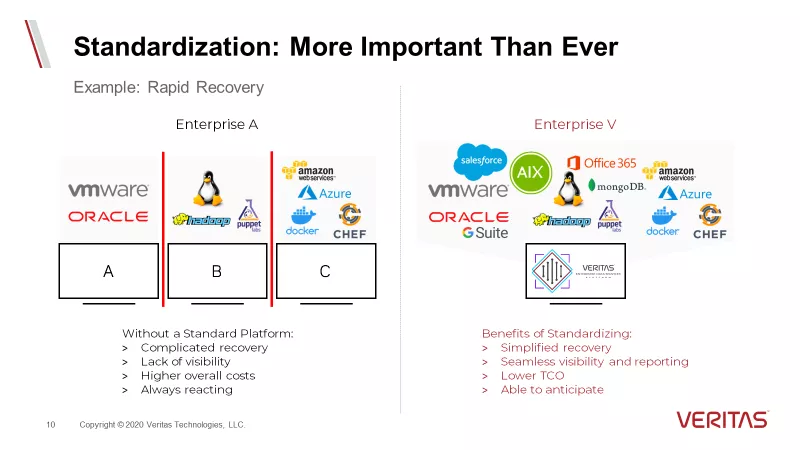 Standardization: More Important Than Ever
Example: Rapid Recovery
Enterprise A
vmware
ORACLE
hadoop
puppet
labs
amazon
web services
Azure
docker
CHEF
A
B
C
Without a Standard Platform:
> Complicated recovery
> Lack of visibility
> Higher overall costs
> Always reacting
Enterprise V
salesforce
AIX
Office 365
amazon
web services
vmware
mongoDB
Azure
ORACLE
hadoop
puppet
labs
docker
CHEF
G Suite
VERITAS
Benefits of Standardizing:
> Simplified recovery
> Seamless visibility and reporting
> Lower TCO
> Able to anticipate
10 Copyright © 2020 Veritas Technologies, LLC.
VERITAS